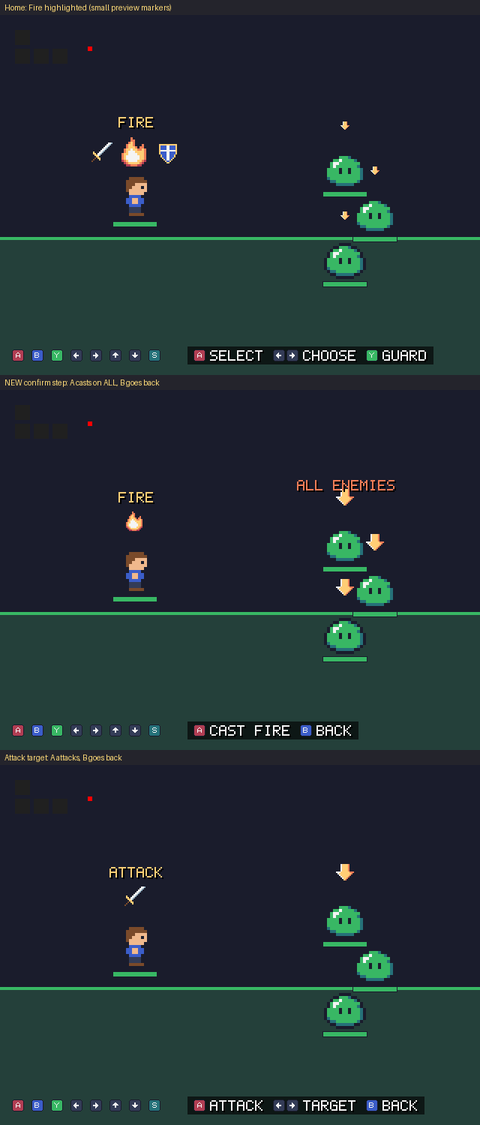 Home: Fire highlighted (small preview markers)
FIRE
A B Y S A SELECT CHOOSE Y GUARD
NEW confirm step: A casts on ALL, B goes back
ALL ENEMIES
FIRE
A B Y S A CAST FIRE B BACK
Attack target: A attacks, B goes back
ATTACK
A B Y S A ATTACK TARGET B BACK